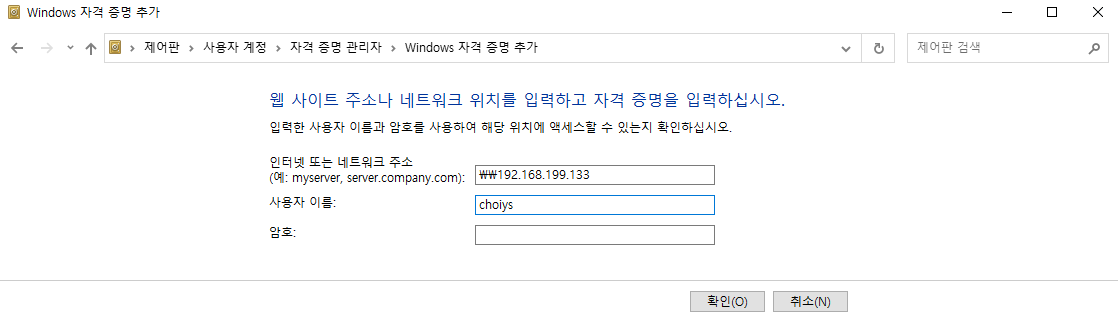 Windows 자격 증명 추가
제어판 > 사용자 계정 > 자격 증명 관리자 > Windows 자격 증명 추가
제어판 검색
웹 사이트 주소나 네트워크 위치를 입력하고 자격 증명을 입력하십시오.
입력한 사용자 이름과 암호를 사용하여 해당 위치에 액세스할 수 있는지 확인하십시오.
인터넷 또는 네트워크 주소
(예: myserver, server.company.com):
₩₩192.168.199.133
사용자 이름:
choiys
암호:
확인(O)
취소(N)